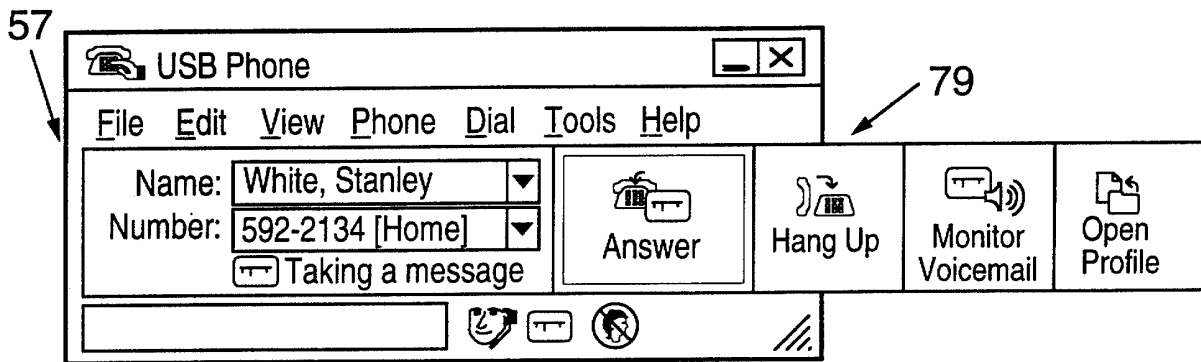 57
USB Phone
79
File Edit View Phone Dial Tools Help
Name: White, Stanley
Number: 592-2134 [Home]
Taking a message
Answer
Hang Up
Monitor
Voicemail
Open
Profile